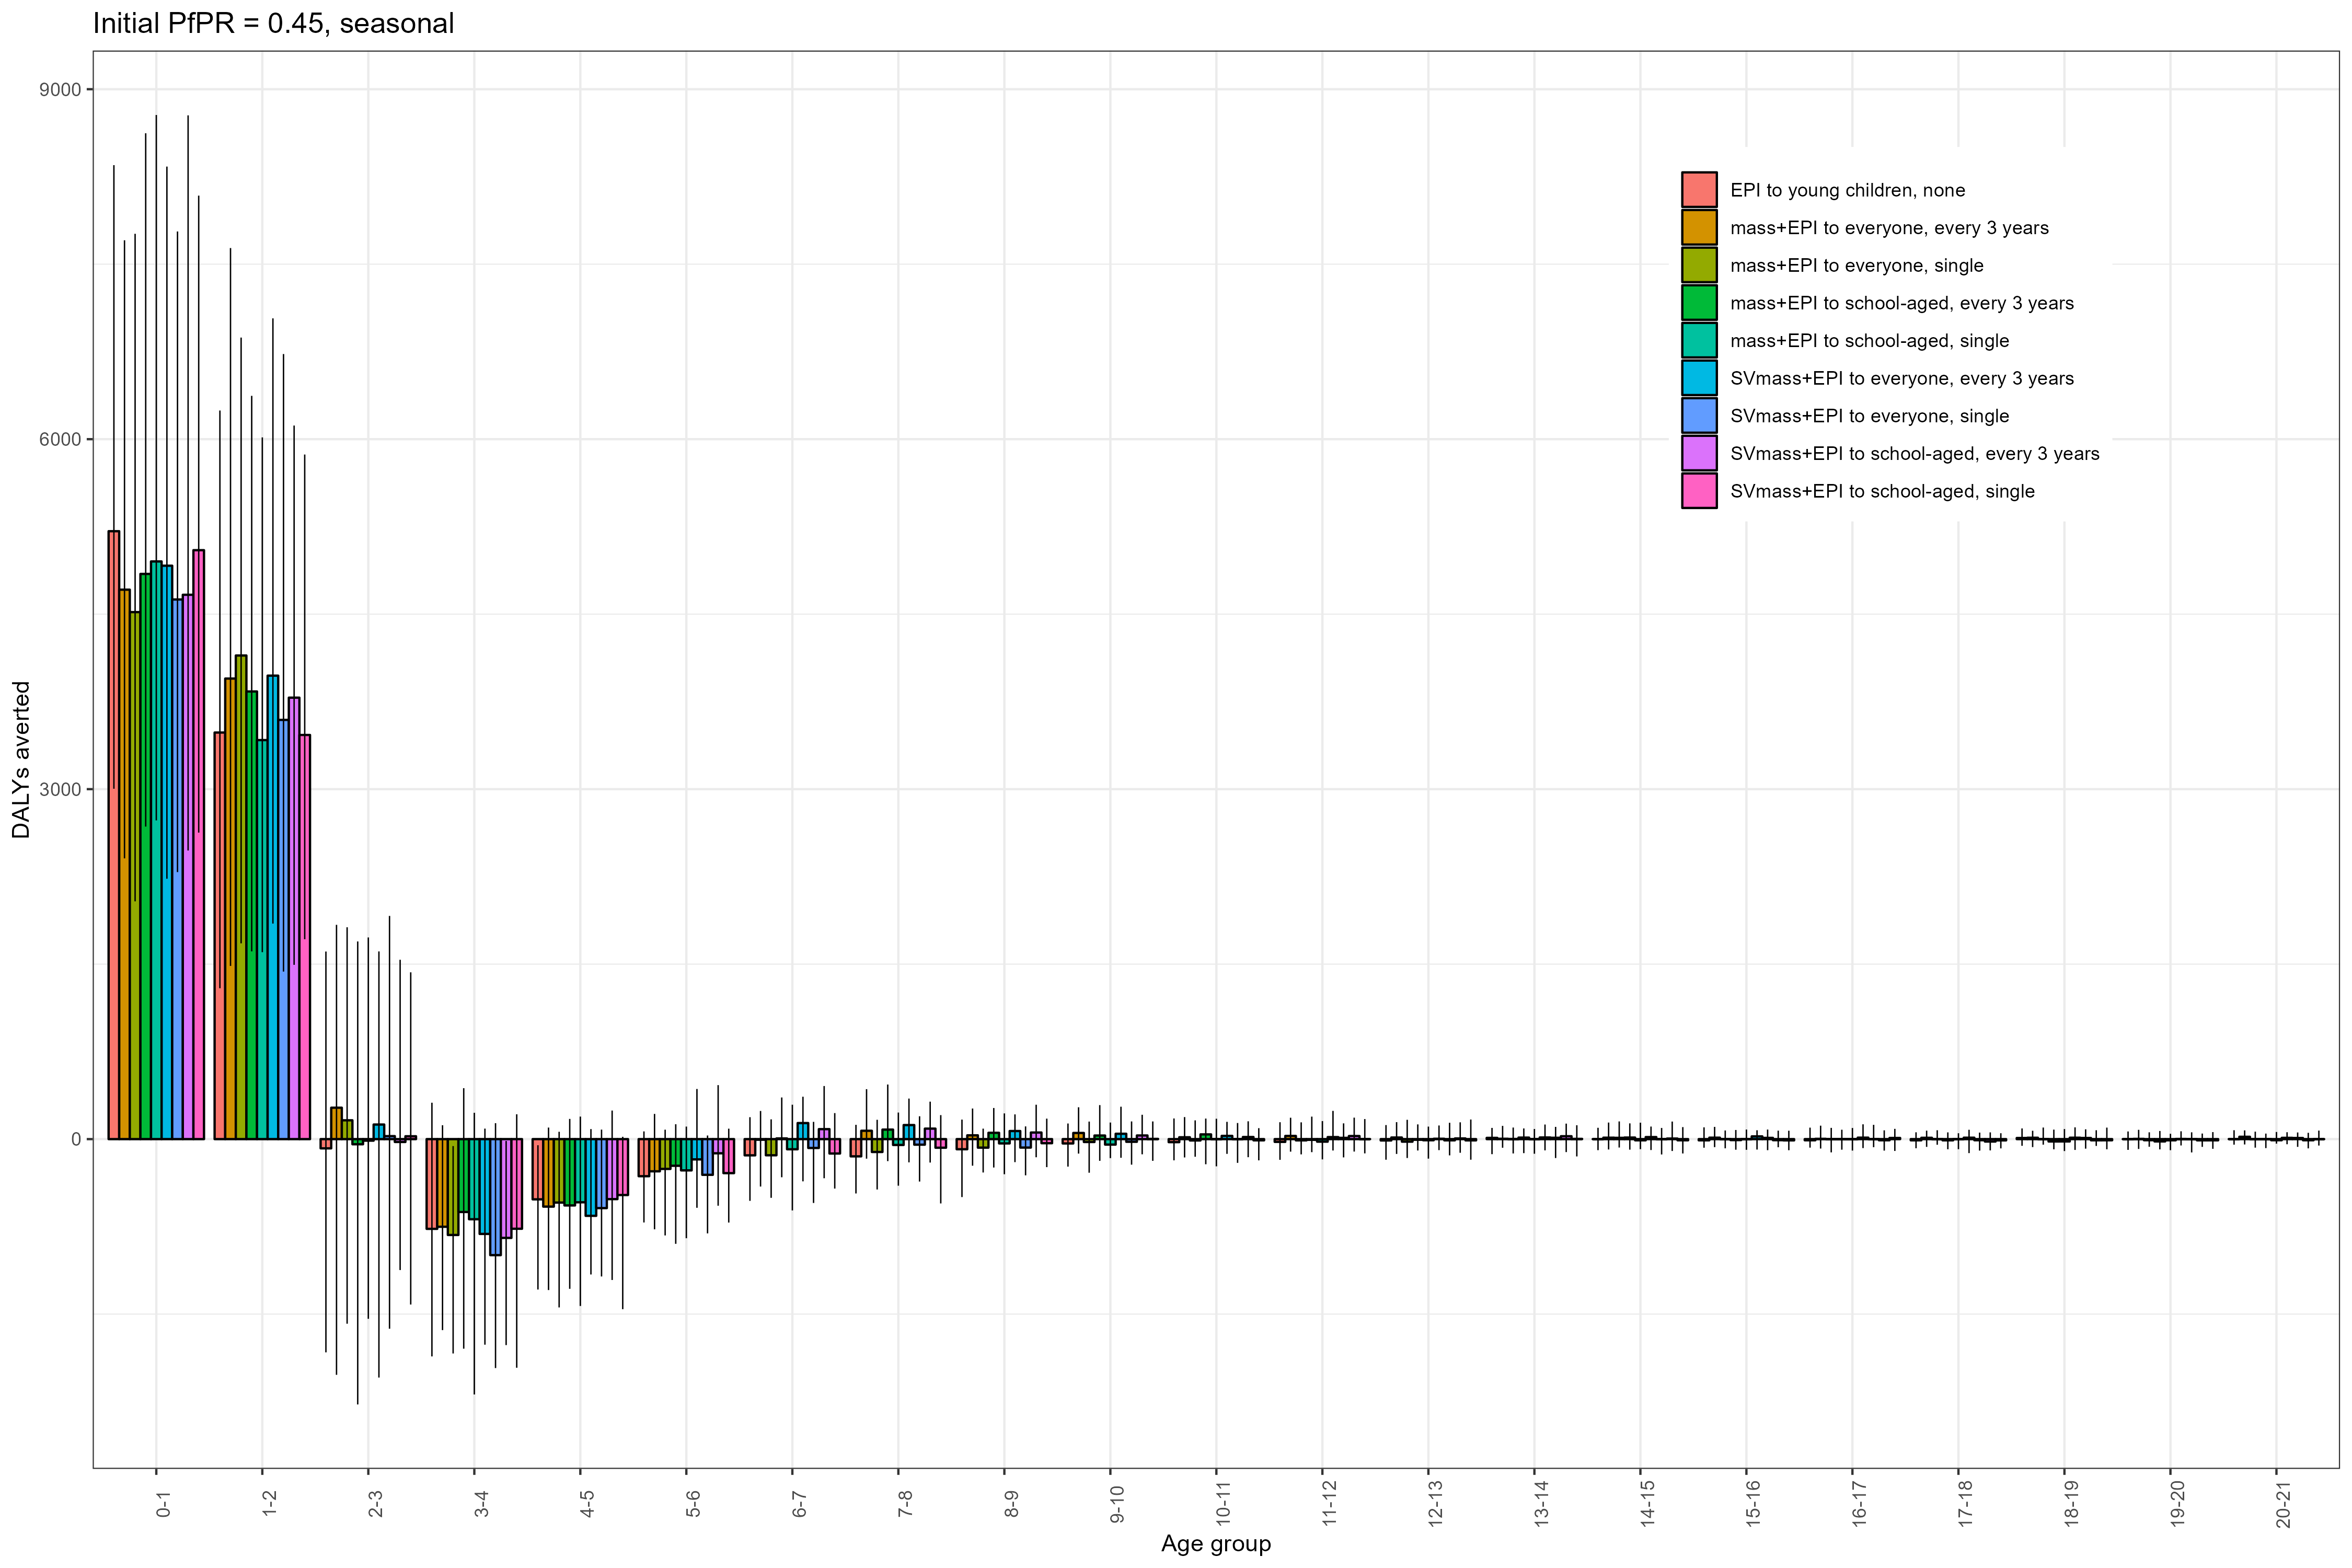 Initial PfPR = 0.45, seasonal
9000
6000
3000
0
DALYs averted
EPI to young children, none
mass+EPI to everyone, every 3 years
mass+EPI to everyone, single
mass+EPI to school-aged, every 3 years
mass+EPI to school-aged, single
SVmass+EPI to everyone, every 3 years
SVmass+EPI to everyone, single
SVmass+EPI to school-aged, every 3 years
SVmass+EPI to school-aged, single
0-1
1-2
2-3
3-4
4-5
5-6
6-7
7-8
8-9
9-10
10-11
11-12
12-13
13-14
14-15
15-16
16-17
17-18
18-19
19-20
20-21
Age group